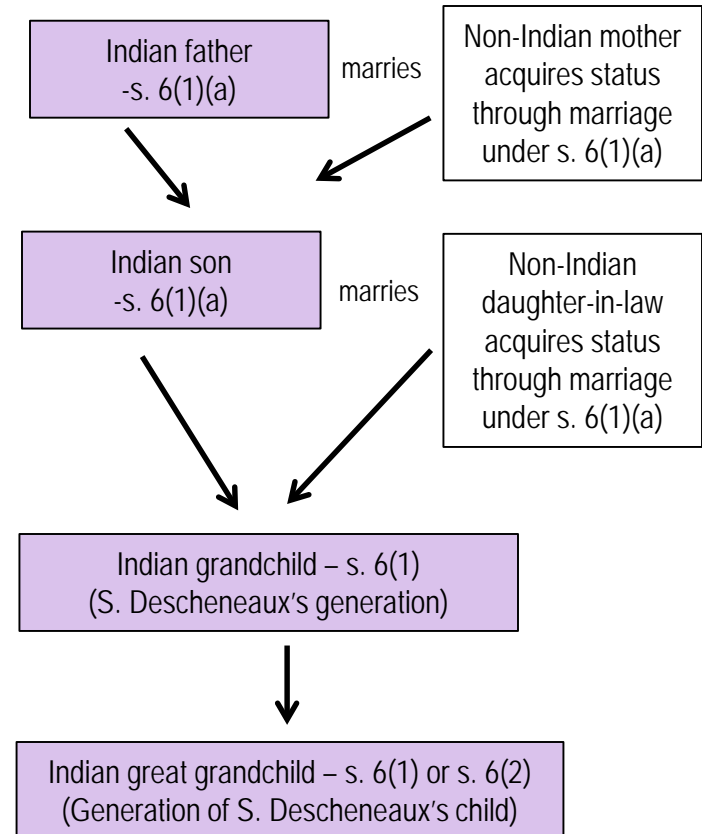 Indian father
-s. 6(1)(a)
marries
Non-Indian mother
acquires status
through marriage
under s. 6(1)(a)
Indian son
-s. 6(1)(a)
marries
Non-Indian
daughter-in-law
acquires status
through marriage
under s. 6(1)(a)
Indian grandchild – s. 6(1)
(S. Descheneaux's generation)
Indian great grandchild – s. 6(1) or s. 6(2)
(Generation of S. Descheneaux's child)